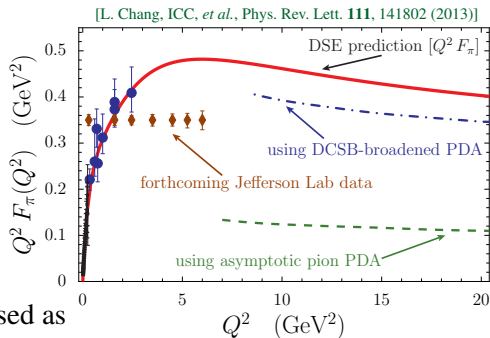 [L. Chang, ICC, et al., Phys. Rev. Lett. 111, 141802 (2013)]
DSE prediction [Q² Fπ]
using DCSB-broadened PDA
forthcoming Jefferson Lab data
using asymptotic pion PDA
Q² Fπ(Q²) (GeV²)
0.5
0.4
0.3
0.2
0.1
0
0 5 10 15 20
Q² (GeV²)
sed as